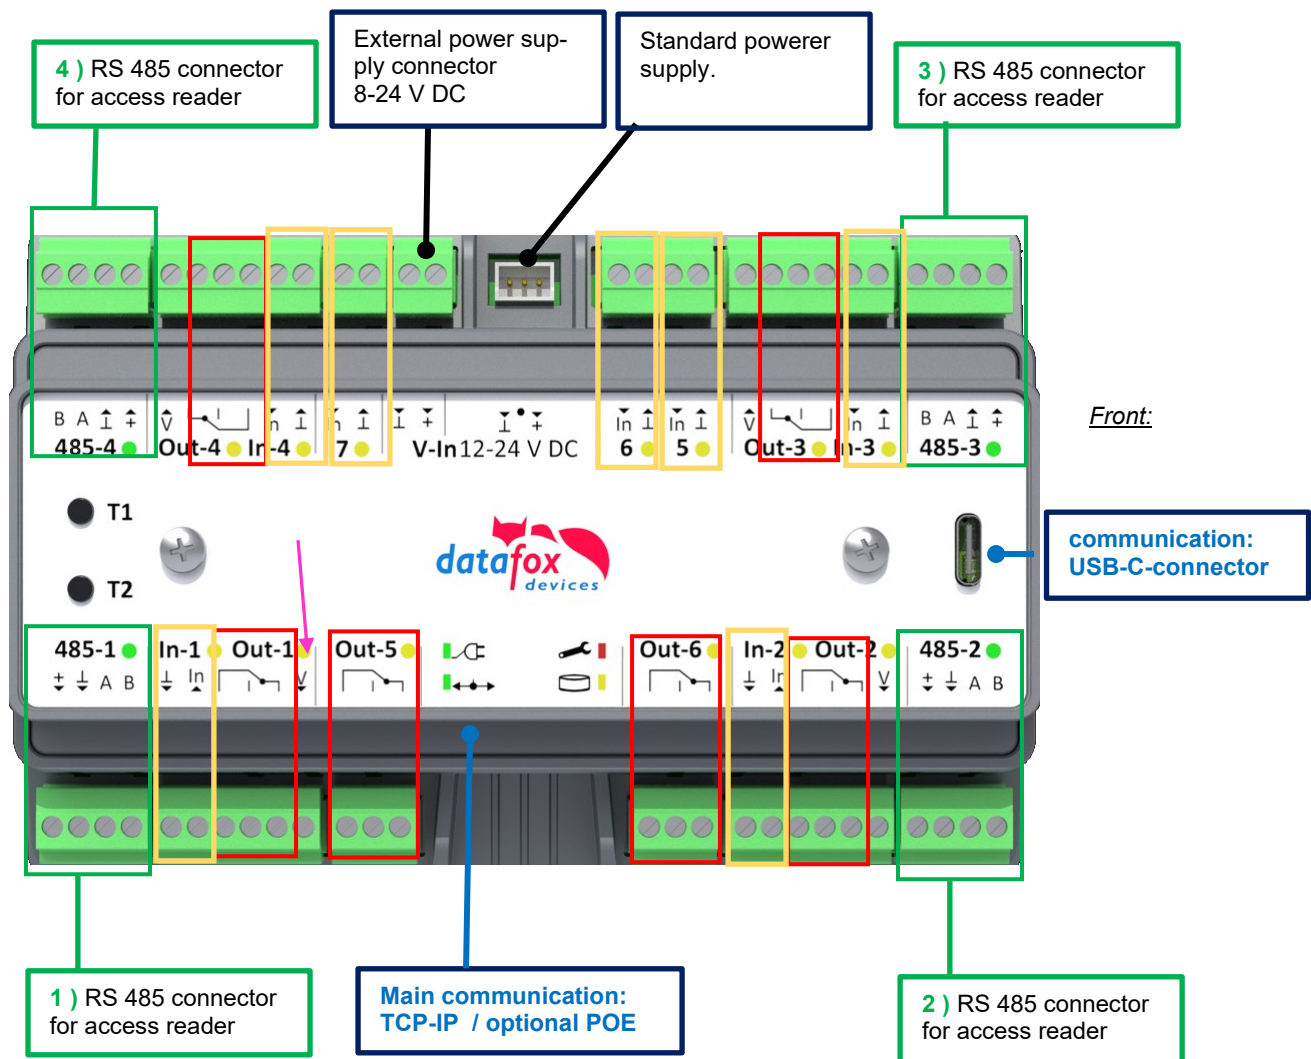 4 ) RS 485 connector
for access reader
External power sup-
ply connector
8-24 V DC
Standard powerer
supply.
3 ) RS 485 connector
for access reader
Front:
B A ⊥ +
V
In ⊥
In ⊥
⊥ +
⊥ +
In ⊥
In ⊥
V
In ⊥
B A ⊥ +
485-4 Out-4 In-4 7 V-In 12-24 V DC 6 5 Out-3 In-3 485-3
T1
T2
datafox
devices
communication:
USB-C-connector
485-1 In-1 Out-1 Out-5 Out-6 In-2 Out-2 485-2
+ ⊥ A B
⊥ In
V
⊥ In
V
+ ⊥ A B
1 ) RS 485 connector
for access reader
Main communication:
TCP-IP / optional POE
2 ) RS 485 connector
for access reader